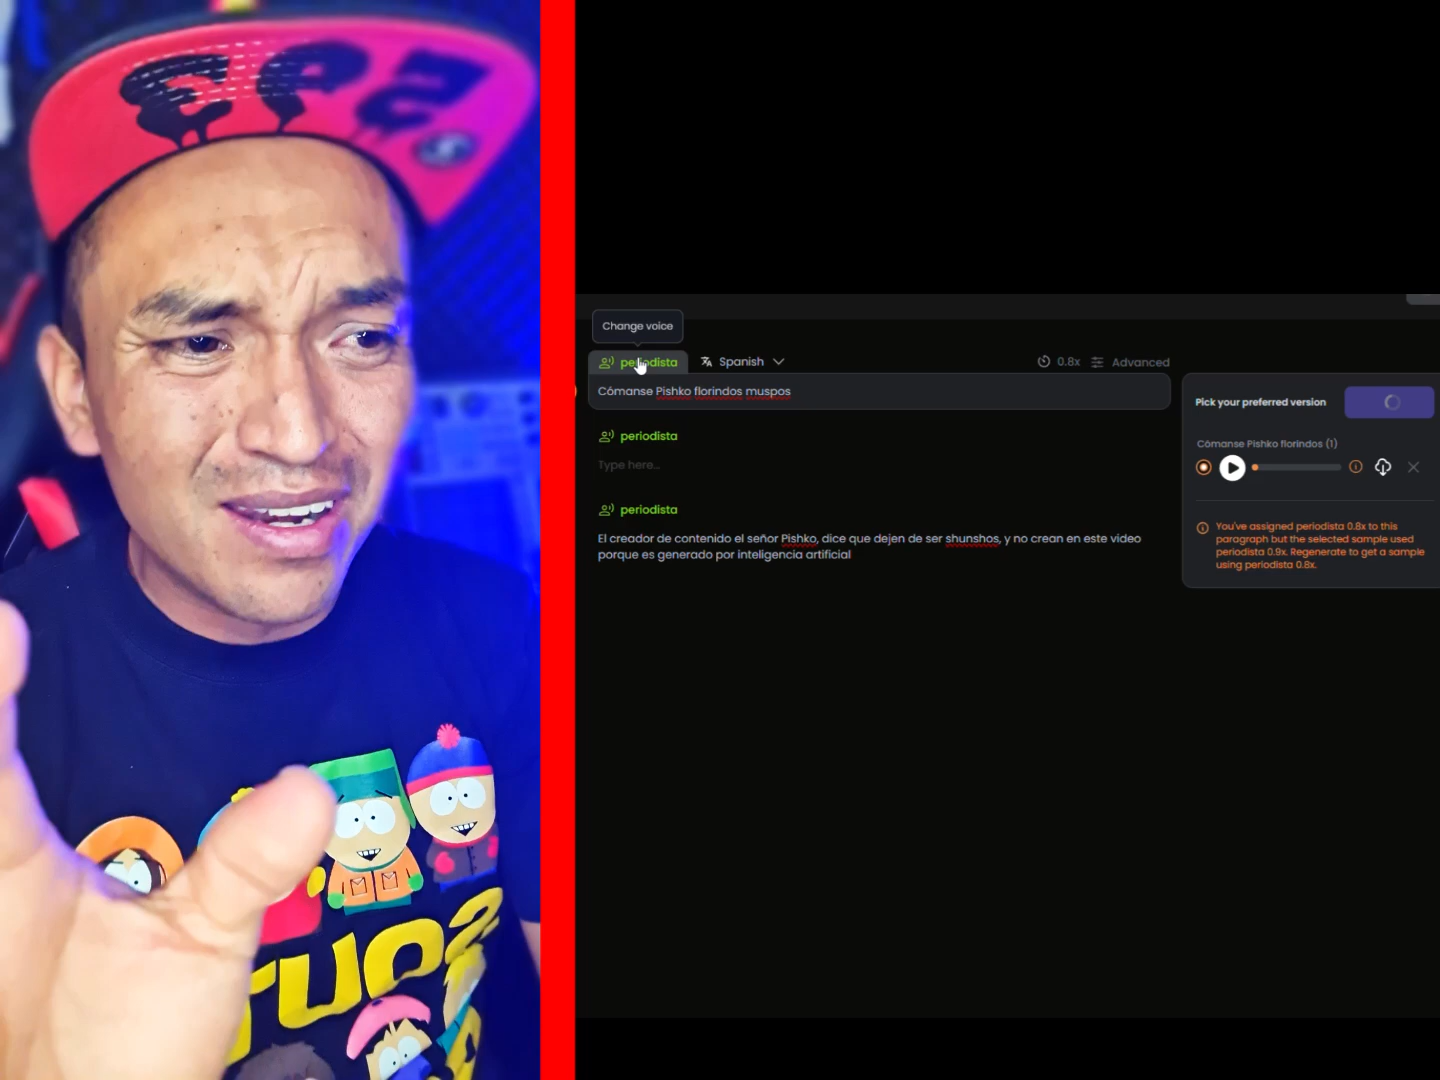 593
SOUT
Change voice
periodista
Spanish
0.8x
Advanced
Cómanse Pishko florindos muspos
periodista
Type here...
periodista
El creador de contenido el señor Pishko, dice que dejen de ser shunshos, y no crean en este video
porque es generado por inteligencia artificial
Pick your preferred version
Cómanse Pishko florindos (1)
You've assigned periodista 0.8x to this
paragraph but the selected sample used
periodista 0.9x. Regenerate to get a sample
using periodista 0.8x.